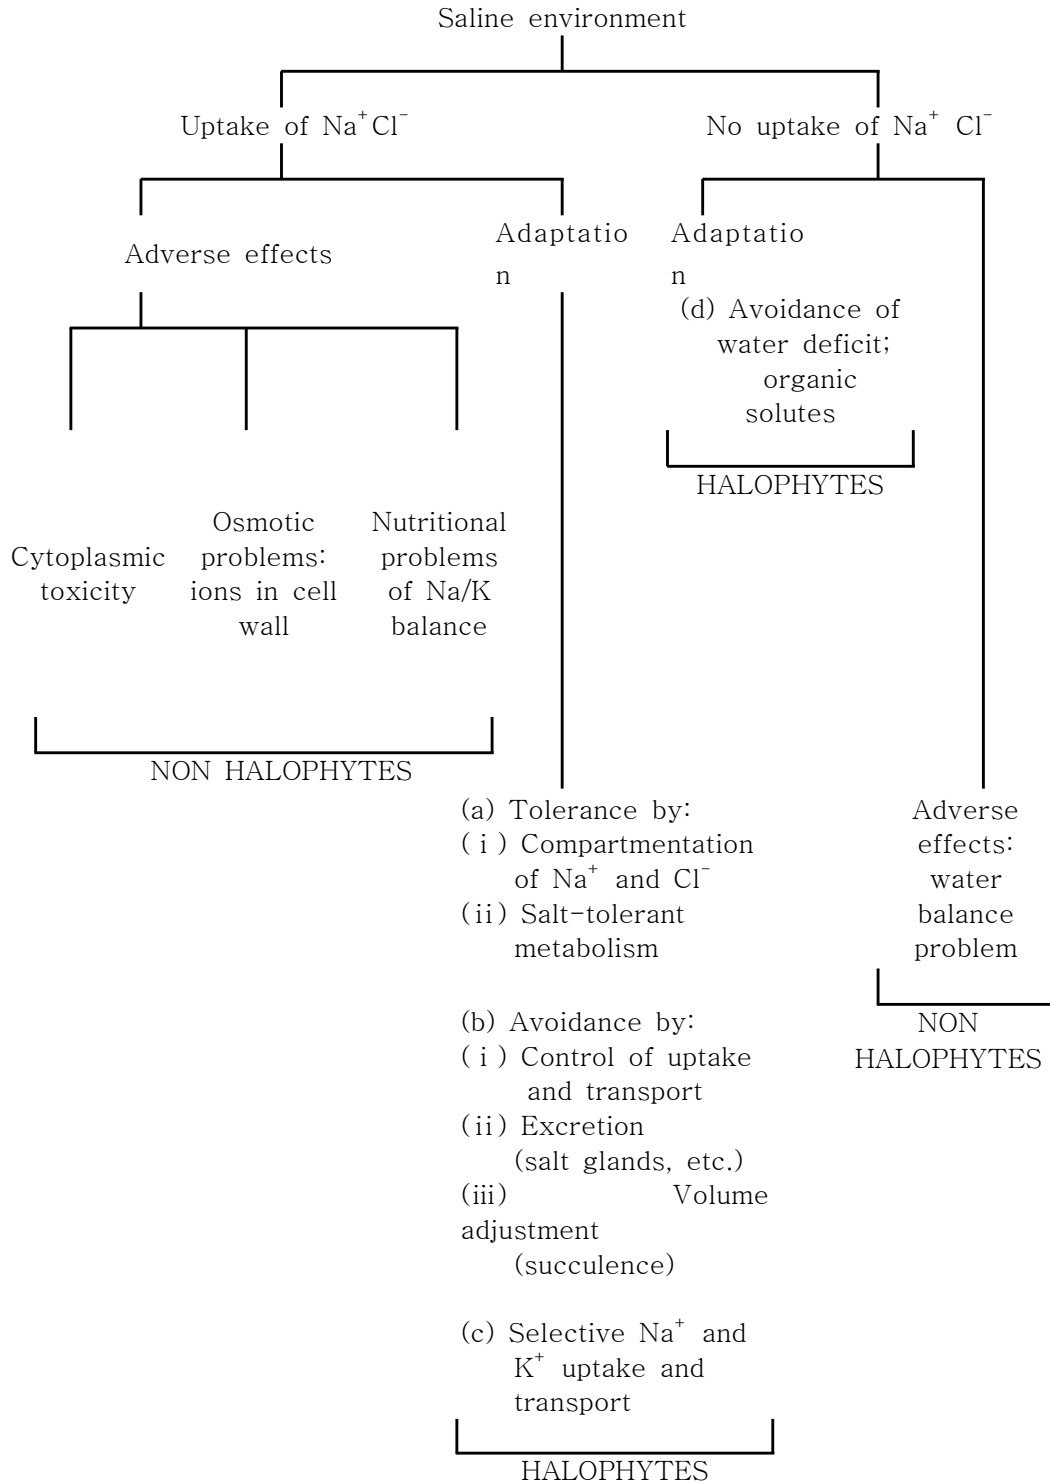 Saline environment
Uptake of Na⁺Cl⁻
No uptake of Na⁺ Cl⁻
Adverse effects
Adaptatio
n
Adaptatio
n
(d) Avoidance of
water deficit;
organic
solutes
HALOPHYTES
Cytoplasmic
toxicity
Osmotic
problems:
ions in cell
wall
Nutritional
problems
of Na/K
balance
NON HALOPHYTES
(a) Tolerance by:
(i) Compartmentation
of Na⁺ and Cl⁻
(ii) Salt-tolerant
metabolism
(b) Avoidance by:
(i) Control of uptake
and transport
(ii) Excretion
(salt glands, etc.)
(iii) Volume
adjustment
(succulence)
(c) Selective Na⁺ and
K⁺ uptake and
transport
HALOPHYTES
Adverse
effects:
water
balance
problem
NON
HALOPHYTES